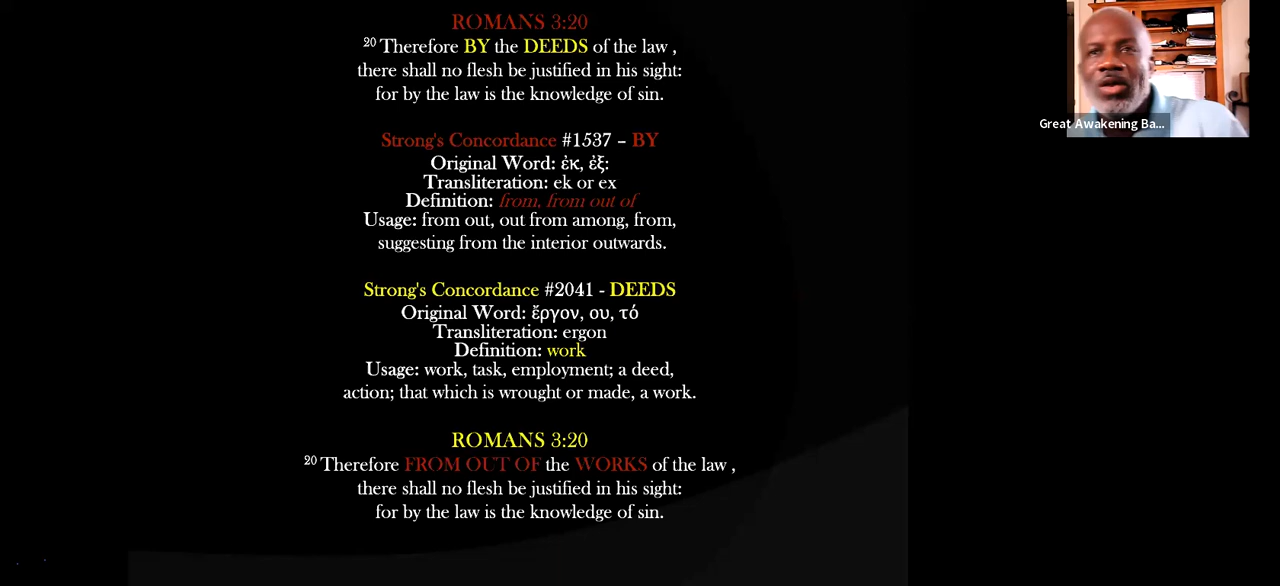 ROMANS 3:20
20 Therefore BY the DEEDS of the law ,
there shall no flesh be justified in his sight:
for by the law is the knowledge of sin.
Strong's Concordance #1537 – BY
Original Word: ἐκ, ἐξ:
Transliteration: ek or ex
Definition: from, from out of
Usage: from out, out from among, from,
suggesting from the interior outwards.
Strong's Concordance #2041 - DEEDS
Original Word: ἔργον, ου, τό
Transliteration: ergon
Definition: work
Usage: work, task, employment; a deed,
action; that which is wrought or made, a work.
ROMANS 3:20
20 Therefore FROM OUT OF the WORKS of the law ,
there shall no flesh be justified in his sight:
for by the law is the knowledge of sin.
Great Awakening Ba...